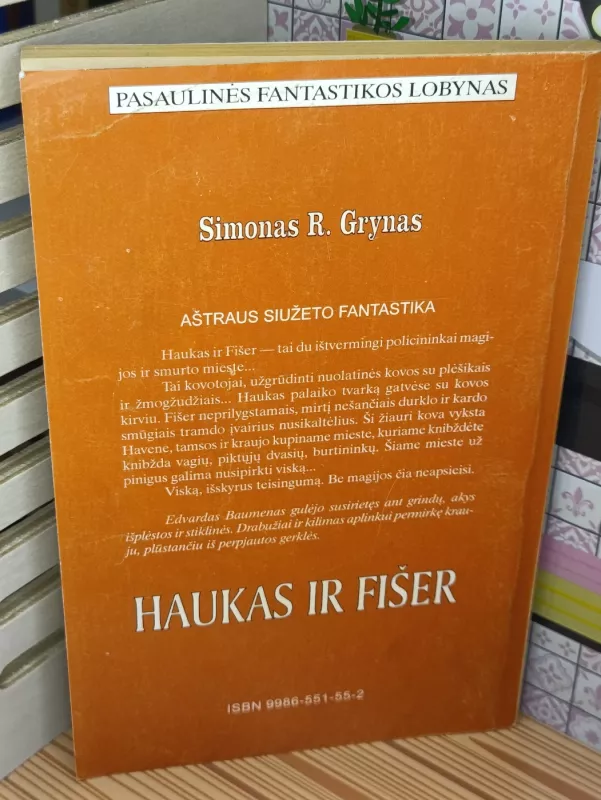 PASAULINĖS FANTASTIKOS LOBYNAS
Simonas R. Grynas
AŠTRAUS SIUŽETO FANTASTIKA
Haukas ir Fišer — tai du ištvermingi policininkai magi-
jos ir smurto mieste...
Tai kovotojai, užgrūdinti nuolatinės kovos su plėšikais
ir žmogžudžiais... Haukas palaiko tvarką gatvėse su kovos
kirviu. Fišer neprilygstamais, mirtį nešančiais durklo ir kardo
smūgiais tramdo įvairius nusikaltėlius. Ši žiauri kova vyksta
Havene, tamsos ir kraujo kupiname mieste, kuriame knibždėte
knibžda vagių, piktųjų dvasių, burtininkų. Šiame mieste už
pinigus galima nusipirkti viską...
Viską, išskyrus teisingumą. Be magijos čia neapsieisi.
Edvardas Baumenas gulėjo susirietęs ant grindų, akys
išplėstos ir stiklinės. Drabužiai ir kilimas aplinkui permirkę krau-
ju, plūstančiu iš perpjautos gerklės.
HAUKAS IR FIŠER
ISBN 9986-551-55-2